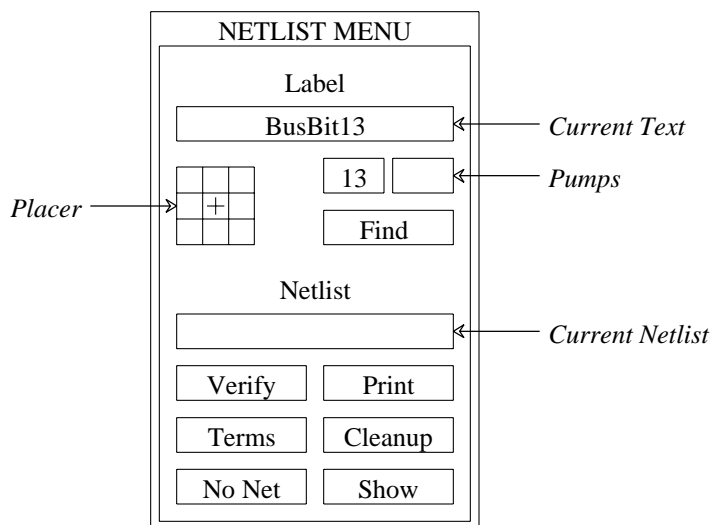 NETLIST MENU
Label
BusBit13
Current Text
13
Pumps
Placer
Find
Netlist
Current Netlist
Verify
Print
Terms
Cleanup
No Net
Show